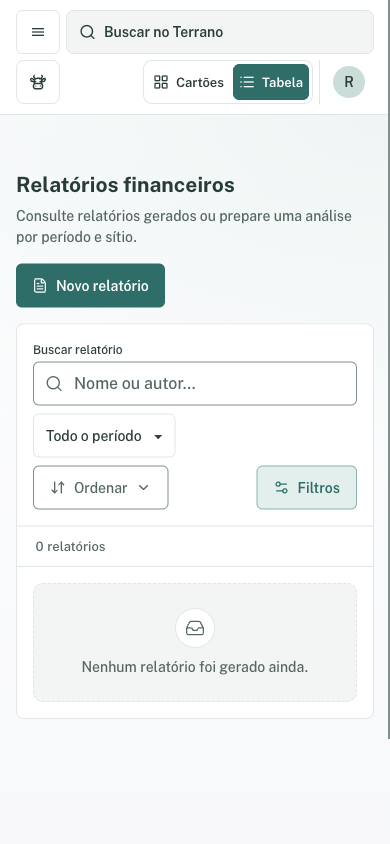 Buscar no Terrano
Cartões
Tabela
R
Relatórios financeiros
Consulte relatórios gerados ou prepare uma análise
por período e sítio.
Novo relatório
Buscar relatório
Nome ou autor...
Todo o período
Ordenar
Filtros
0 relatórios
Nenhum relatório foi gerado ainda.